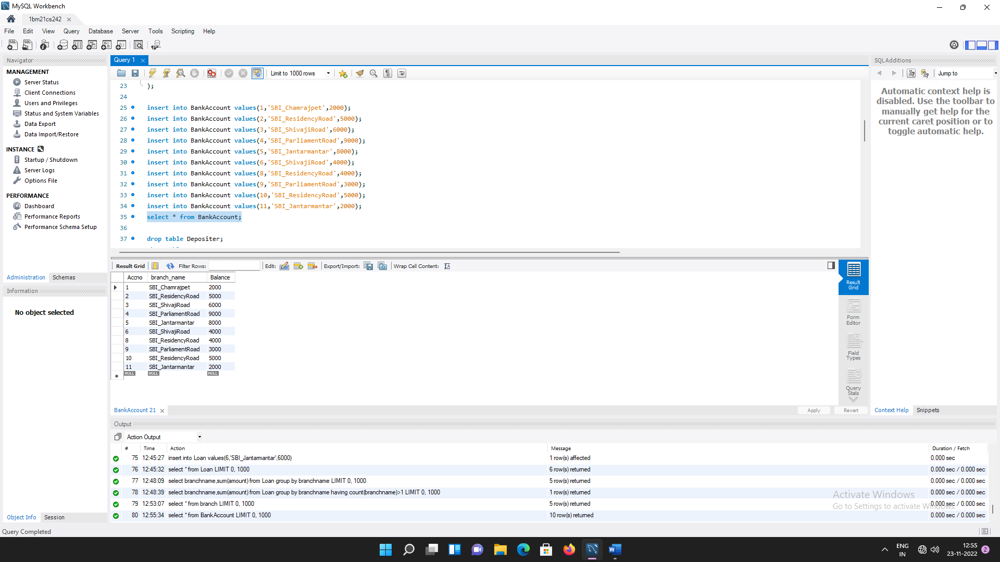 MySQL Workbench
1bm21cs242
File Edit View Query Database Server Tools Scripting Help
Navigator
MANAGEMENT
Server Status
Client Connections
Users and Privileges
Status and System Variables
Data Export
Data Import/Restore
INSTANCE
Startup / Shutdown
Server Logs
Options File
PERFORMANCE
Dashboard
Performance Reports
Performance Schema Setup
Administration Schemas
Information
No object selected
Object Info Session
Query Completed
Query 1
Limit to 1000 rows
23 );
24
25 insert into BankAccount values(1,'SBI_Chamrajpet',2000);
26 insert into BankAccount values(2,'SBI_ResidencyRoad',5000);
27 insert into BankAccount values(3,'SBI_ShivajiRoad',6000);
28 insert into BankAccount values(4,'SBI_ParliamentRoad',9000);
29 insert into BankAccount values(5,'SBI_Jantarmantar',8000);
30 insert into BankAccount values(6,'SBI_ShivajiRoad',4000);
31 insert into BankAccount values(8,'SBI_ResidencyRoad',4000);
32 insert into BankAccount values(9,'SBI_ParliamentRoad',3000);
33 insert into BankAccount values(10,'SBI_ResidencyRoad',5000);
34 insert into BankAccount values(11,'SBI_Jantarmantar',2000);
35 select * from BankAccount;
36
37 drop table Depositer;
Result Grid Filter Rows: Edit: Export/Import: Wrap Cell Content:
Accno branch_name Balance
1 SBI_Chamrajpet 2000
2 SBI_ResidencyRoad 5000
3 SBI_ShivajiRoad 6000
4 SBI_ParliamentRoad 9000
5 SBI_Jantarmantar 8000
6 SBI_ShivajiRoad 4000
8 SBI_ResidencyRoad 4000
9 SBI_ParliamentRoad 3000
10 SBI_ResidencyRoad 5000
11 SBI_Jantarmantar 2000
NULL NULL NULL
Result
Grid
Form
Editor
Field
Types
Query
Stats
BankAccount 21
Apply Revert
SQLAdditions
Jump to
Automatic context help is
disabled. Use the toolbar to
manually get help for the
current caret position or to
toggle automatic help.
Context Help Snippets
Output
Action Output
# Time Action Message Duration / Fetch
75 12:45:27 insert into Loan values(6,'SBI_Jantarmantar',6000) 1 row(s) affected 0.000 sec
76 12:45:32 select * from Loan LIMIT 0, 1000 6 row(s) returned 0.000 sec / 0.000 sec
77 12:48:09 select branchname,sum(amount) from Loan group by branchname LIMIT 0, 1000 5 row(s) returned 0.000 sec / 0.000 sec
78 12:48:39 select branchname,sum(amount) from Loan group by branchname having count(branchname)>1 LIMIT 0, 1000 1 row(s) returned 0.000 sec / 0.000 sec
79 12:53:07 select * from branch LIMIT 0, 1000 5 row(s) returned 0.000 sec / 0.000 sec
80 12:55:34 select * from BankAccount LIMIT 0, 1000 10 row(s) returned 0.000 sec / 0.000 sec
Activate Windows
Go to Settings to activate Windows.
ENG
IN
12:55
23-11-2022
2